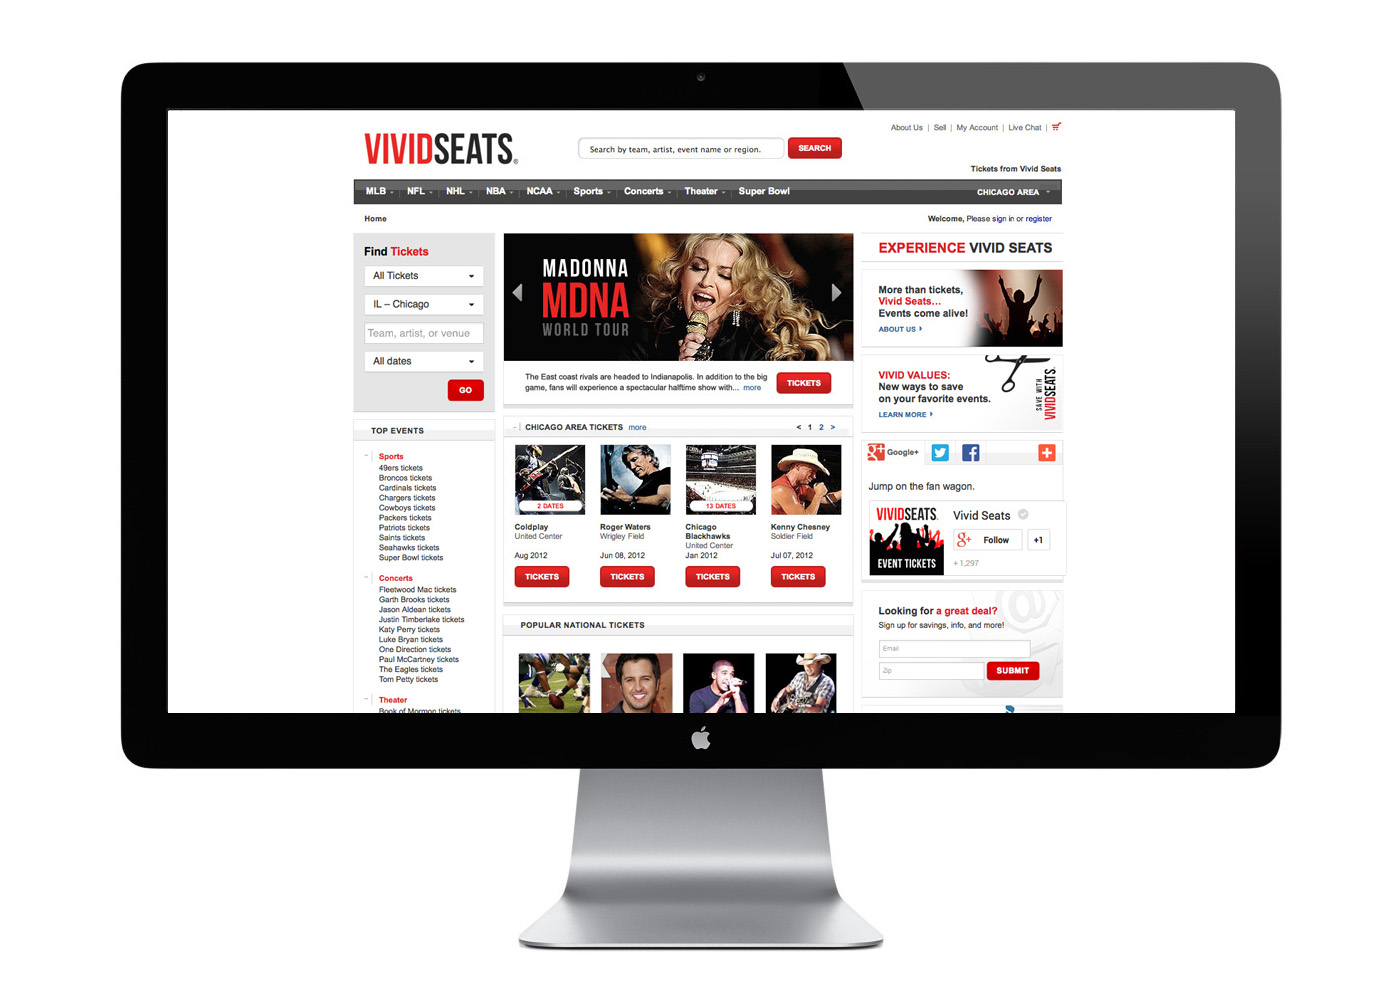 About Us | Sell | My Account | Live Chat |
VIVIDSEATS®
Search by team, artist, event name or region.
SEARCH
Tickets from Vivid Seats
MLB NFL NHL NBA NCAA Sports Concerts Theater Super Bowl CHICAGO AREA
Home
Welcome, Please sign in or register
Find Tickets
All Tickets
IL – Chicago
Team, artist, or venue
All dates
GO
TOP EVENTS
Sports
49ers tickets
Broncos tickets
Cardinals tickets
Chargers tickets
Cowboys tickets
Packers tickets
Patriots tickets
Saints tickets
Seahawks tickets
Super Bowl tickets
Concerts
Fleetwood Mac tickets
Garth Brooks tickets
Jason Aldean tickets
Justin Timberlake tickets
Katy Perry tickets
Luke Bryan tickets
One Direction tickets
Paul McCartney tickets
The Eagles tickets
Tom Petty tickets
Theater
Book of Mormon tickets
MADONNA
MDNA
WORLD TOUR
The East coast rivals are headed to Indianapolis. In addition to the big
game, fans will experience a spectacular halftime show with... more
TICKETS
CHICAGO AREA TICKETS more
< 1 2 >
2 DATES
Coldplay
United Center
Aug 2012
TICKETS
Roger Waters
Wrigley Field
Jun 08, 2012
TICKETS
13 DATES
Chicago
Blackhawks
United Center
Jan 2012
TICKETS
Kenny Chesney
Soldier Field
Jul 07, 2012
TICKETS
POPULAR NATIONAL TICKETS
EXPERIENCE VIVID SEATS
More than tickets,
Vivid Seats...
Events come alive!
ABOUT US
VIVID VALUES:
New ways to save
on your favorite events.
LEARN MORE
SAVE WITH
VIVIDSEATS.
g+ Google+
Jump on the fan wagon.
VIVIDSEATS.
EVENT TICKETS
Vivid Seats
g+ Follow
+1
+ 1,297
Looking for a great deal?
Sign up for savings, info, and more!
Email
Zip
SUBMIT